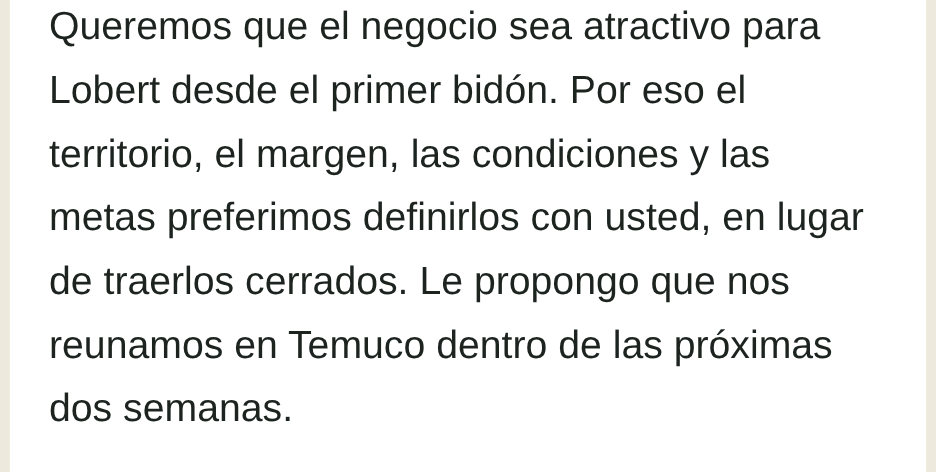 Queremos que el negocio sea atractivo para
Lobert desde el primer bidón. Por eso el
territorio, el margen, las condiciones y las
metas preferimos definirlos con usted, en lugar
de traerlos cerrados. Le propongo que nos
reunamos en Temuco dentro de las próximas
dos semanas.